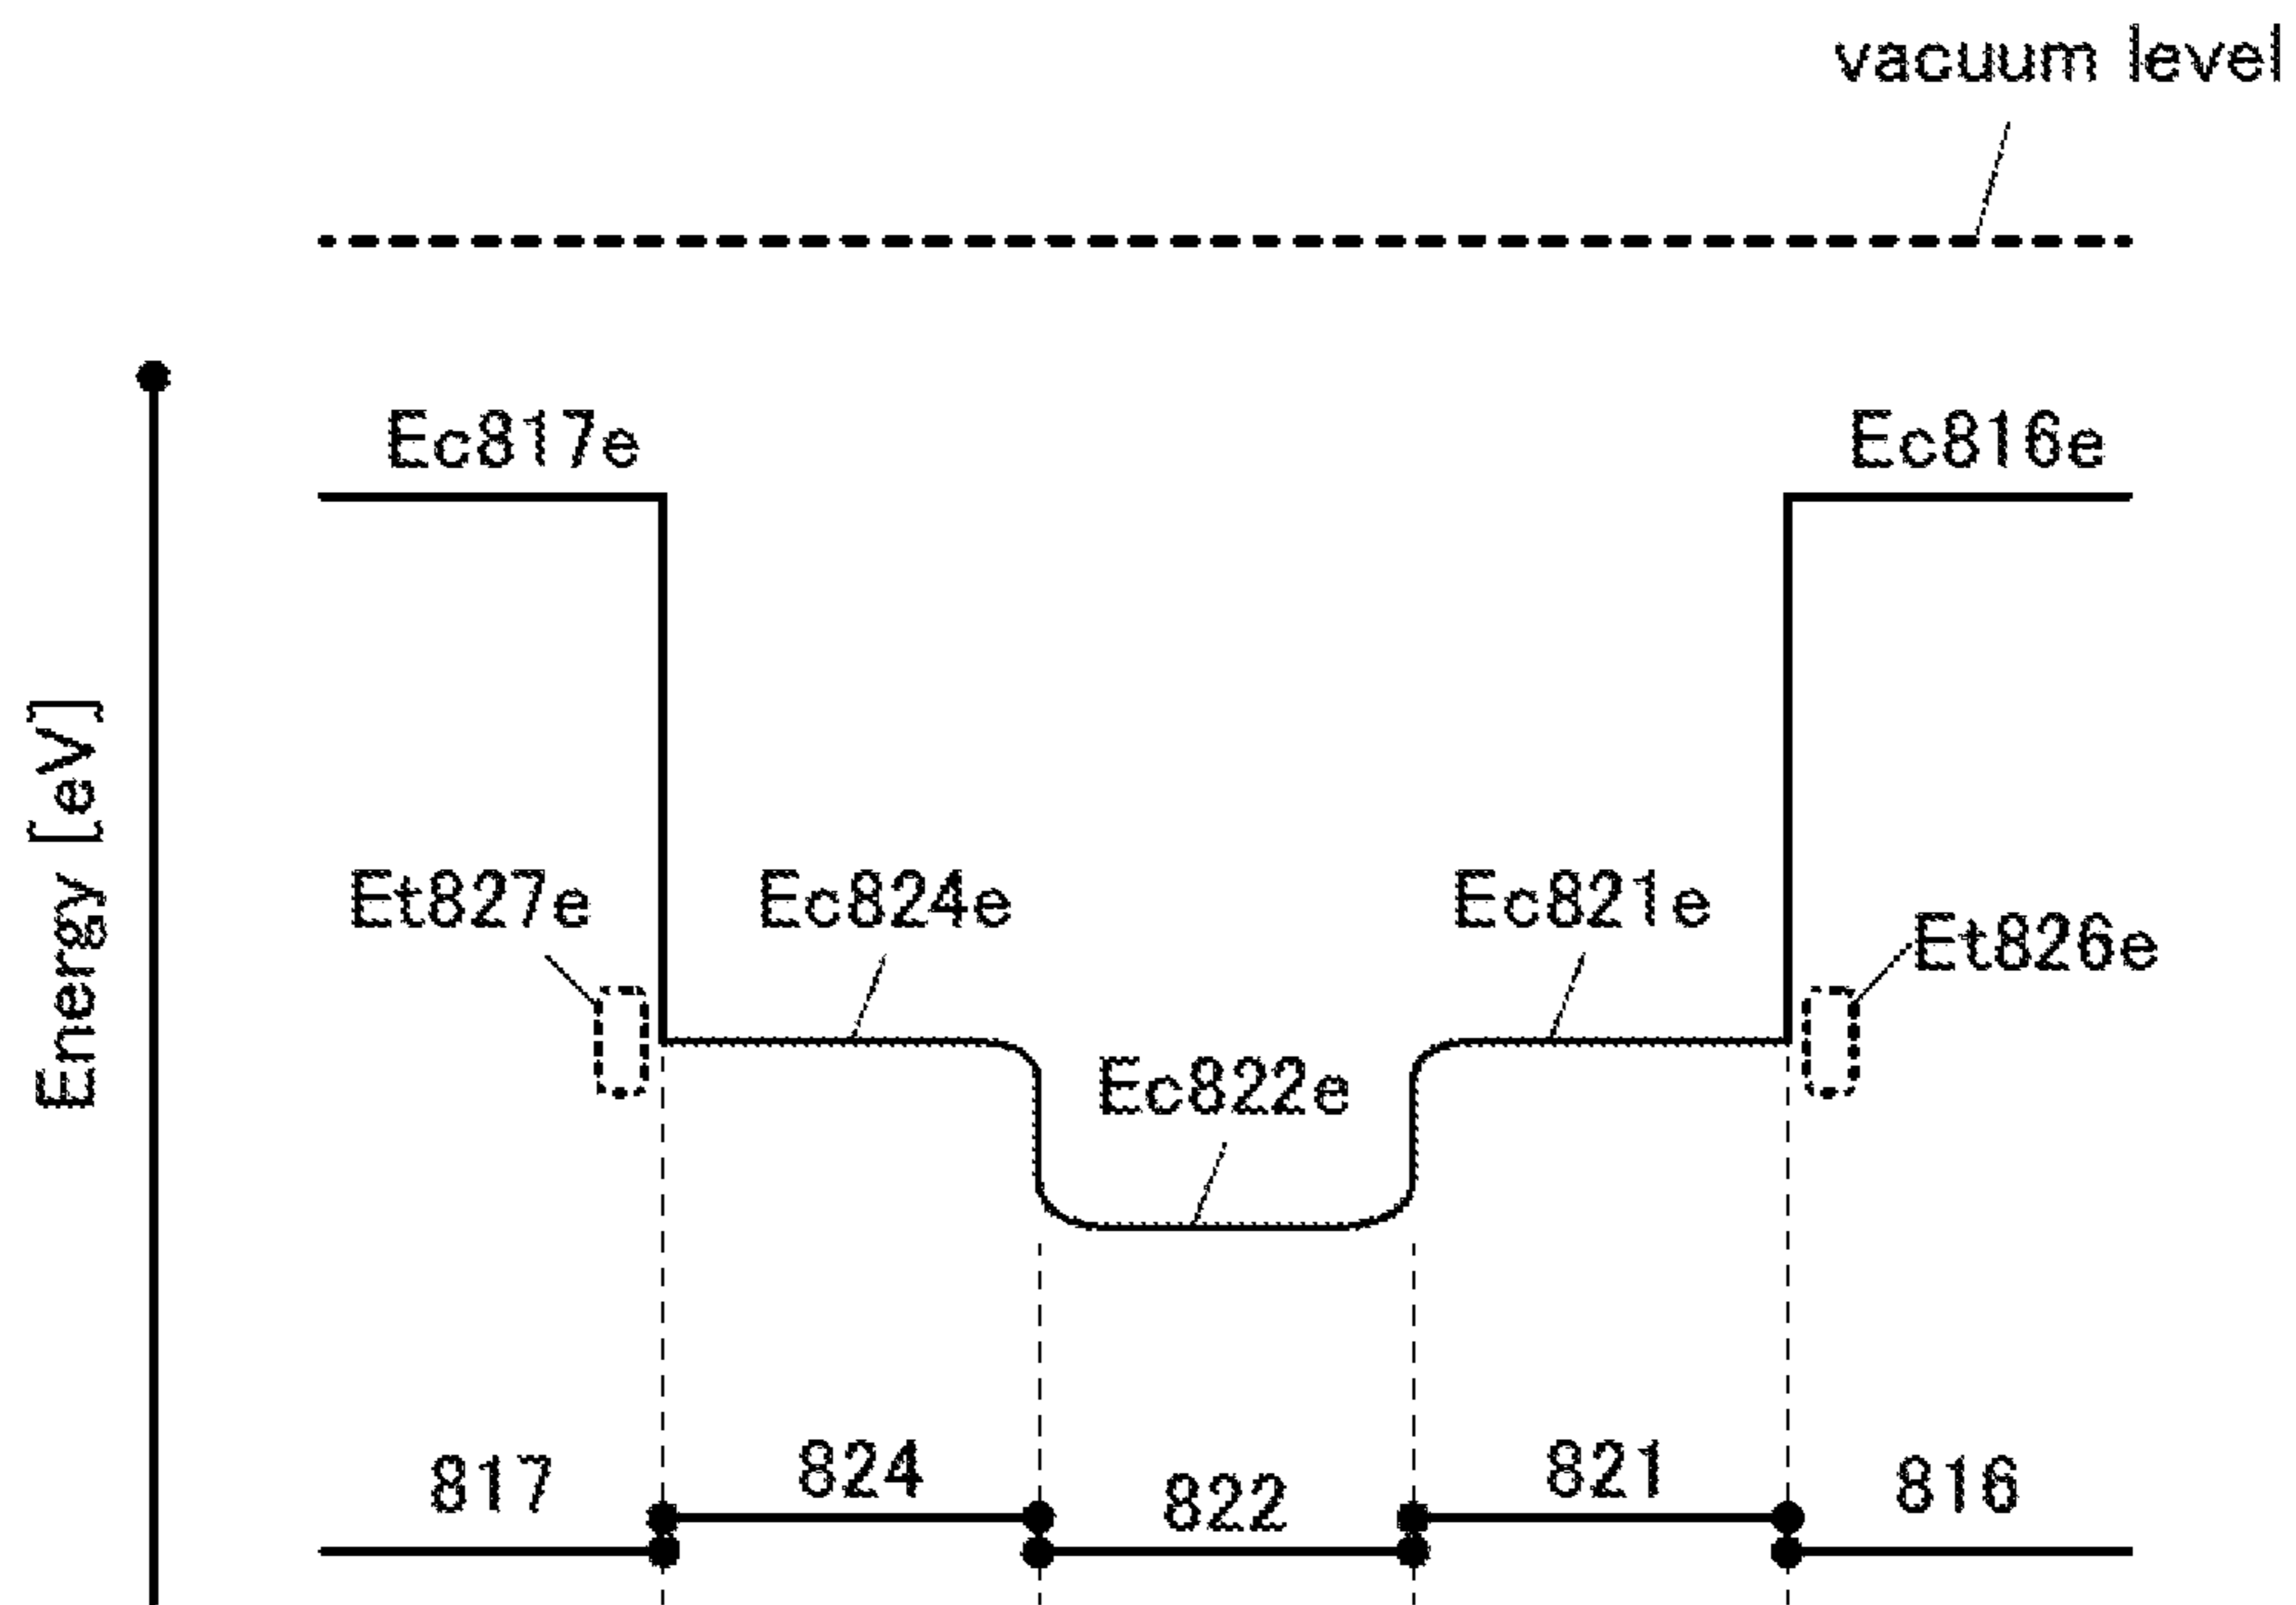 vacuum level
Ec817e
Ec816e
Energy [eV]
Et827e
Ec824e
Ec821e
Et826e
Ec822e
817
824
822
821
816